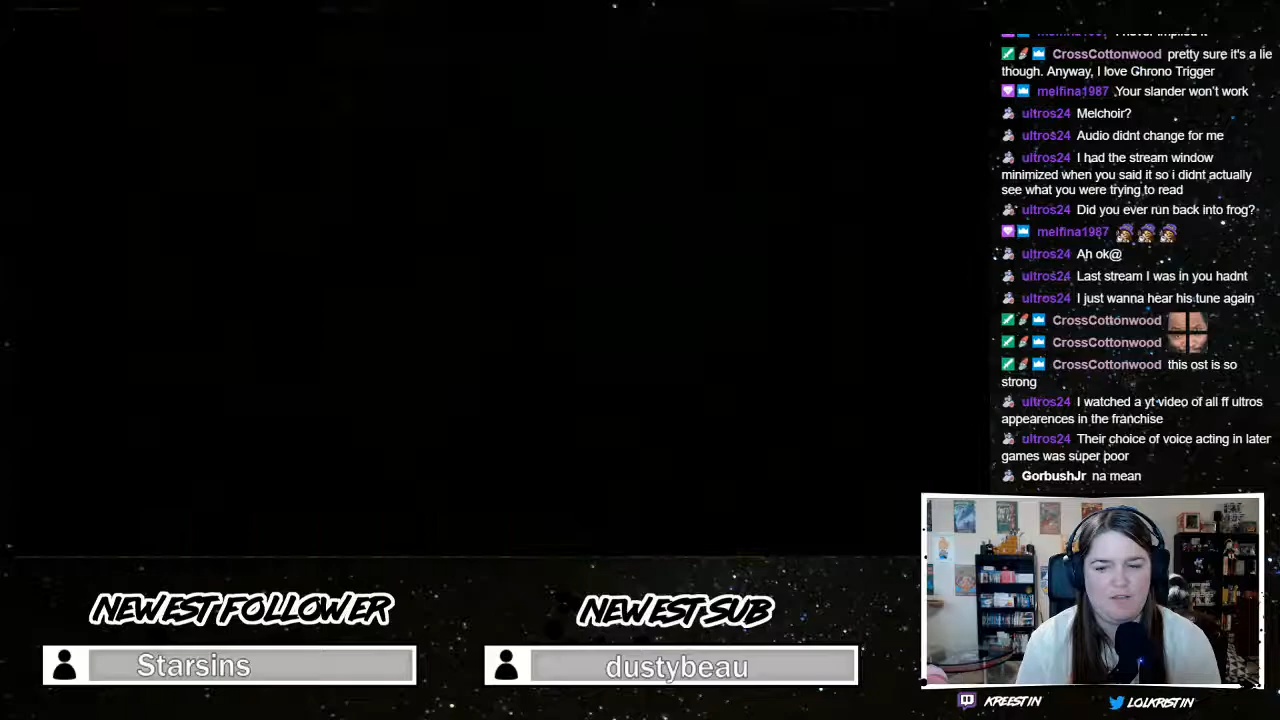 CrossCottonwood pretty sure it's a lie
though. Anyway, I love Chrono Trigger
melfina1987 Your slander won't work
ultros24 Melchoir?
ultros24 Audio didnt change for me
ultros24 I had the stream window
minimized when you said it so i didnt actually
see what you were trying to read
ultros24 Did you ever run back into frog?
melfina1987
ultros24 Ah ok@
ultros24 Last stream I was in you hadnt
ultros24 I just wanna hear his tune again
CrossCottonwood
CrossCottonwood
CrossCottonwood this ost is so
strong
ultros24 I watched a yt video of all ff ultros
appearences in the franchise
ultros24 Their choice of voice acting in later
games was super poor
GorbushJr na mean
NEWEST FOLLOWER
Starsins
NEWEST SUB
dustybeau
KREESTIN
LOLKRISTIN